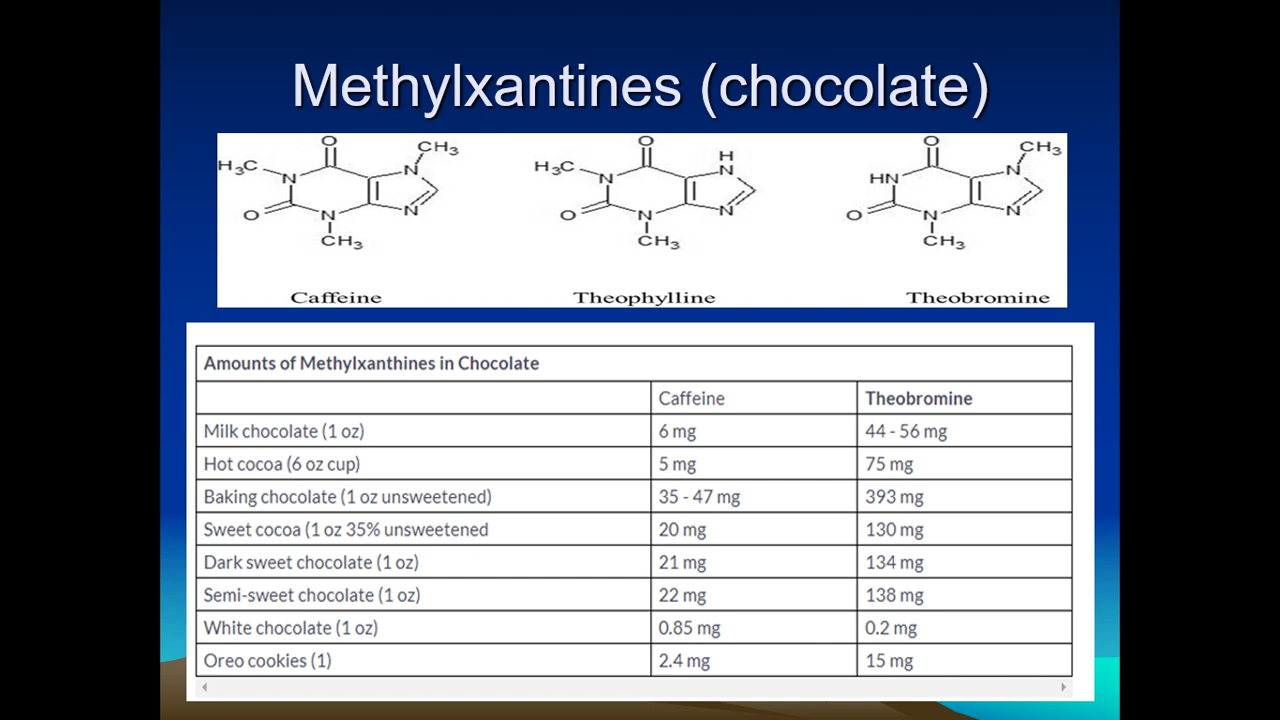 Methylxantines (chocolate)
O CH₃ O H O CH₃
H₃C N N H₃C N N HN N
O N N O N N O N N
CH₃ CH₃ CH₃
Caffeine Theophylline Theobromine
Amounts of Methylxanthines in Chocolate
Caffeine Theobromine
Milk chocolate (1 oz) 6 mg 44 - 56 mg
Hot cocoa (6 oz cup) 5 mg 75 mg
Baking chocolate (1 oz unsweetened) 35 - 47 mg 393 mg
Sweet cocoa (1 oz 35% unsweetened 20 mg 130 mg
Dark sweet chocolate (1 oz) 21 mg 134 mg
Semi-sweet chocolate (1 oz) 22 mg 138 mg
White chocolate (1 oz) 0.85 mg 0.2 mg
Oreo cookies (1) 2.4 mg 15 mg